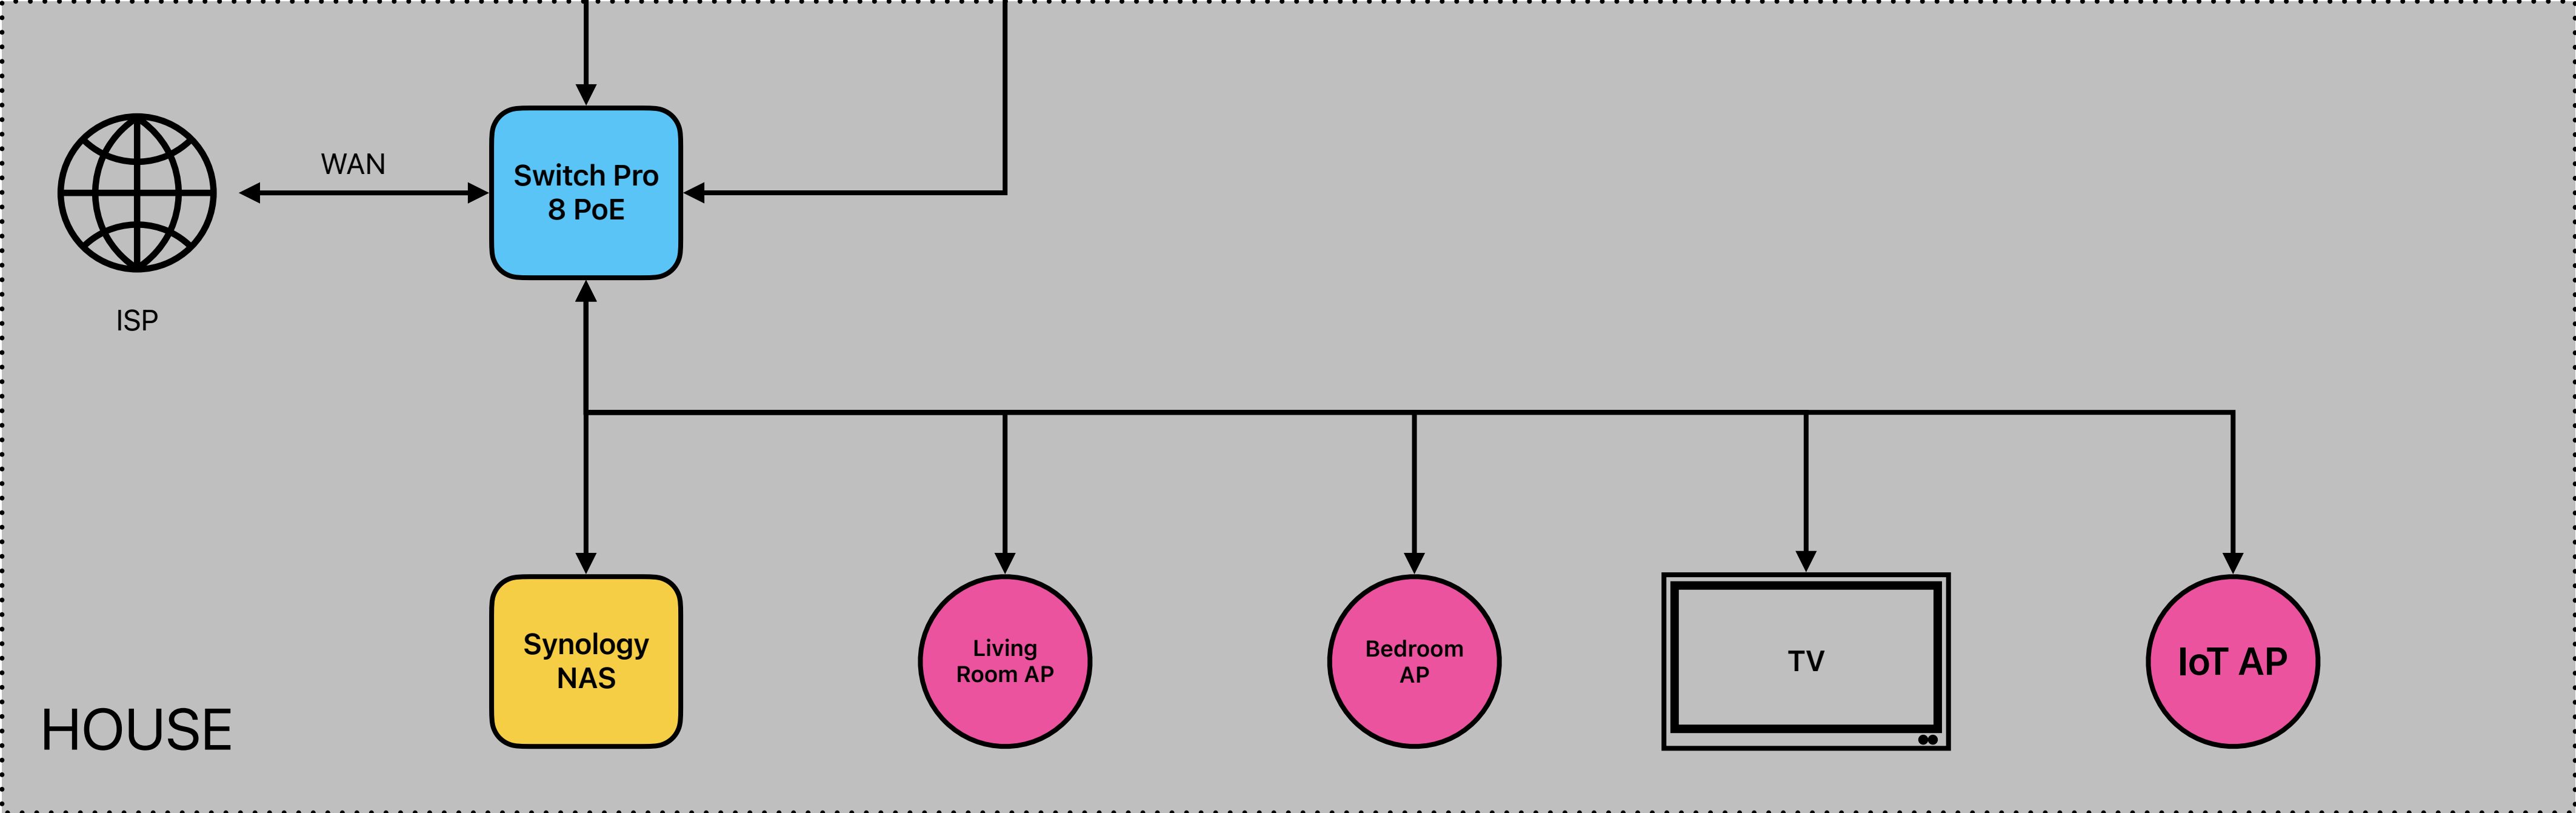 WAN
Switch Pro
8 PoE
ISP
Synology
NAS
Living
Room AP
Bedroom
AP
TV
IoT AP
HOUSE